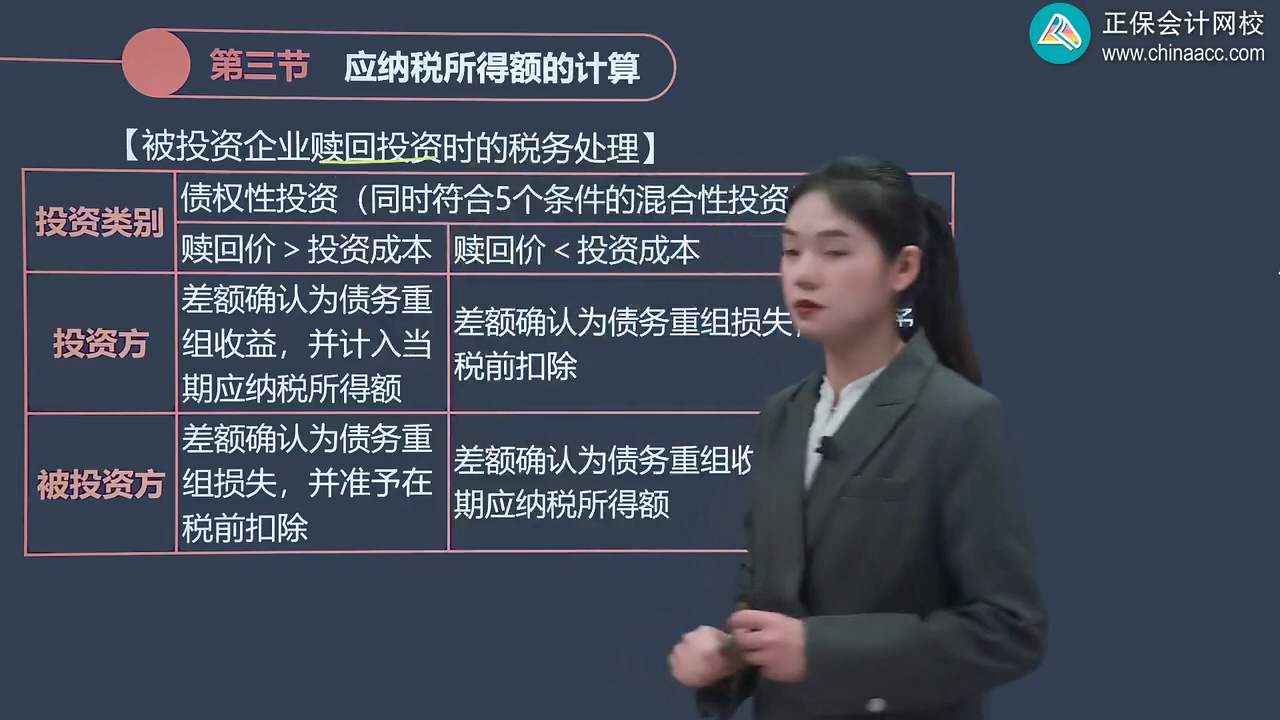 正保会计网校
www.chinaacc.com
第三节 应纳税所得额的计算
【被投资企业赎回投资时的税务处理】
投资类别
债权性投资（同时符合5个条件的混合性投资
赎回价＞投资成本
赎回价＜投资成本
投资方
差额确认为债务重
组收益，并计入当
期应纳税所得额
差额确认为债务重组损失
税前扣除
被投资方
差额确认为债务重
组损失，并准予在
税前扣除
差额确认为债务重组收
期应纳税所得额